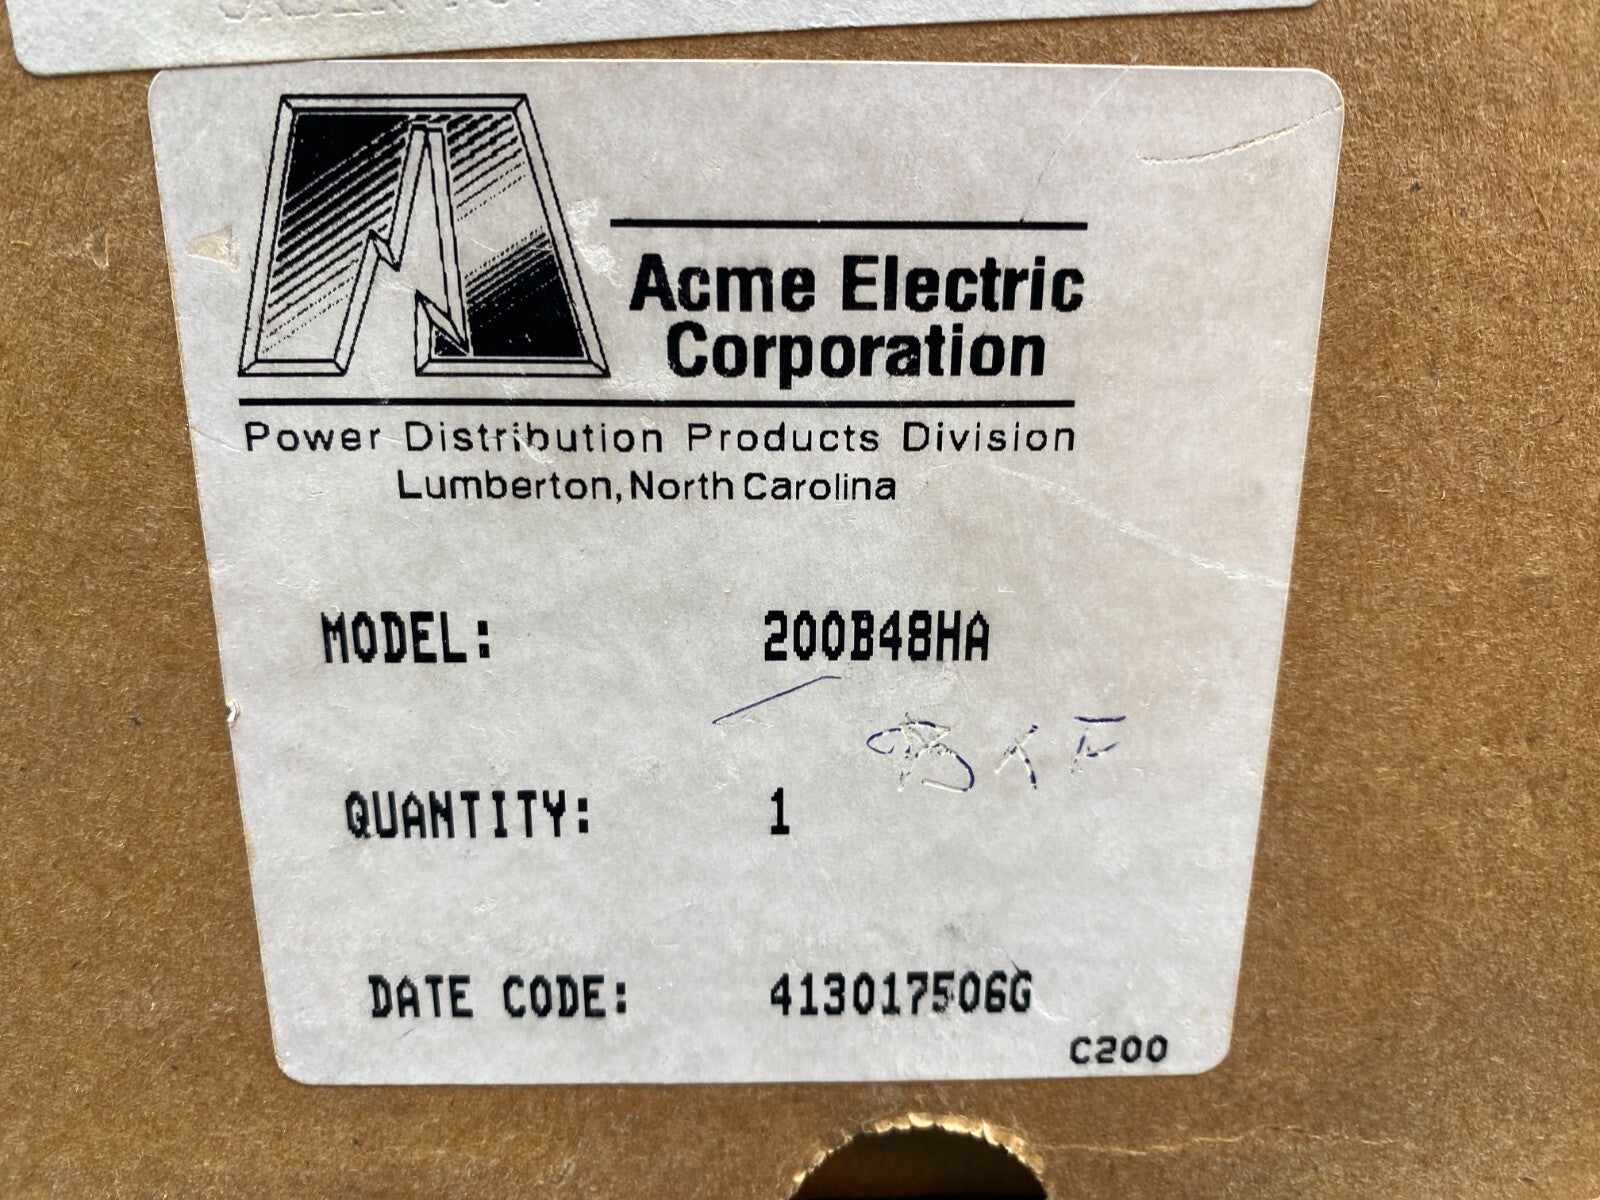 Acme Electric
Corporation
Power Distribution Products Division
Lumberton, North Carolina
MODEL: 200B48HA
QUANTITY: 1
DATE CODE: 413017506G
C200